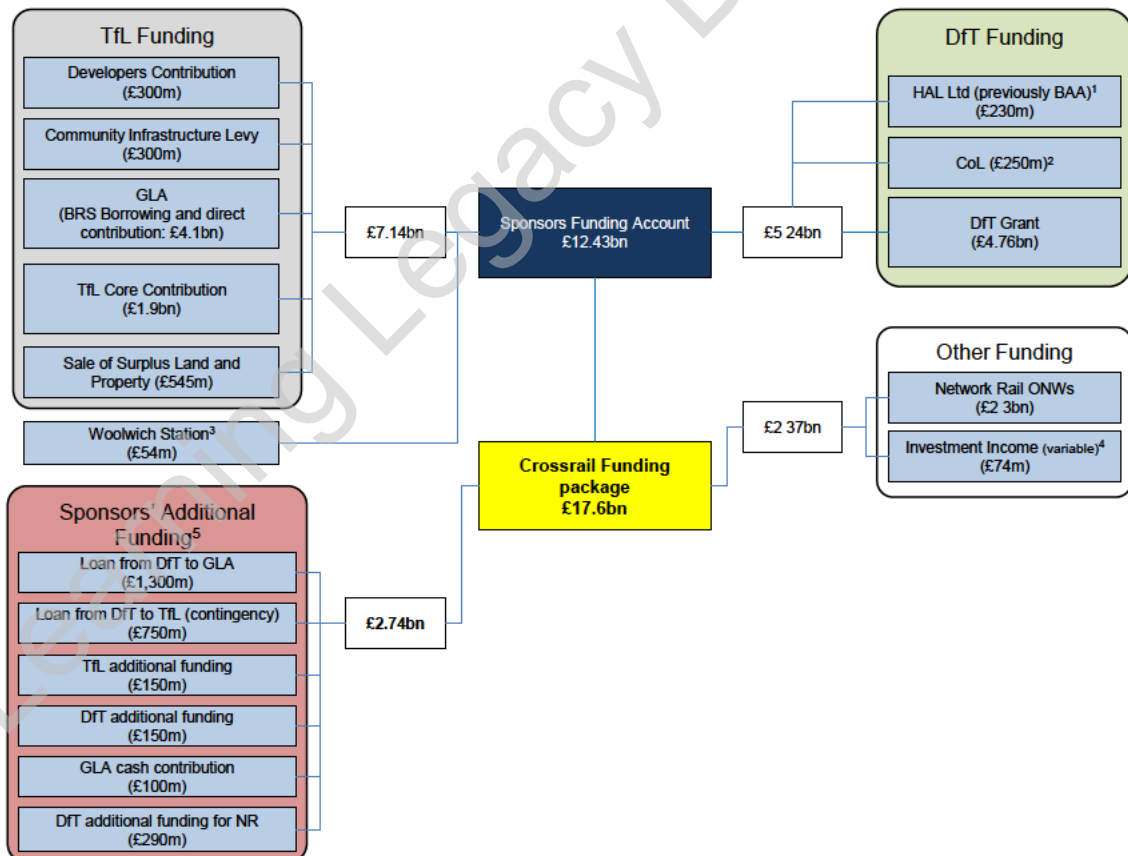 TfL Funding
Developers Contribution
(£300m)
Community Infrastructure Levy
(£300m)
GLA
(BRS Borrowing and direct
contribution: £4.1bn)
TfL Core Contribution
(£1.9bn)
Sale of Surplus Land and
Property (£545m)
Woolwich Station³
(£54m)
£7.14bn
Sponsors Funding Account
£12.43bn
£5 24bn
DfT Funding
HAL Ltd (previously BAA)¹
(£230m)
CoL (£250m)²
DfT Grant
(£4.76bn)
Other Funding
Network Rail ONWs
(£2 3bn)
Investment Income (variable)⁴
(£74m)
£2 37bn
Crossrail Funding
package
£17.6bn
Sponsors' Additional
Funding⁵
Loan from DfT to GLA
(£1,300m)
Loan from DfT to TfL (contingency)
(£750m)
TfL additional funding
(£150m)
DfT additional funding
(£150m)
GLA cash contribution
(£100m)
DfT additional funding for NR
(£290m)
£2.74bn
Learning Legacy